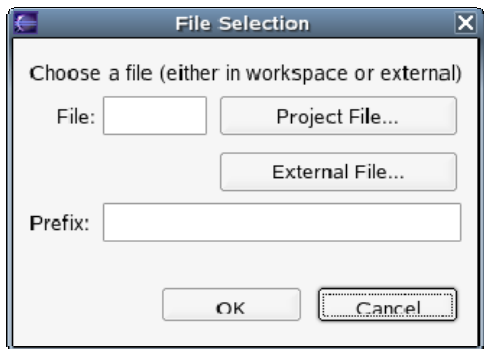 File Selection
Choose a file (either in workspace or external)
File: Project File...
External File...
Prefix:
OK Cancel